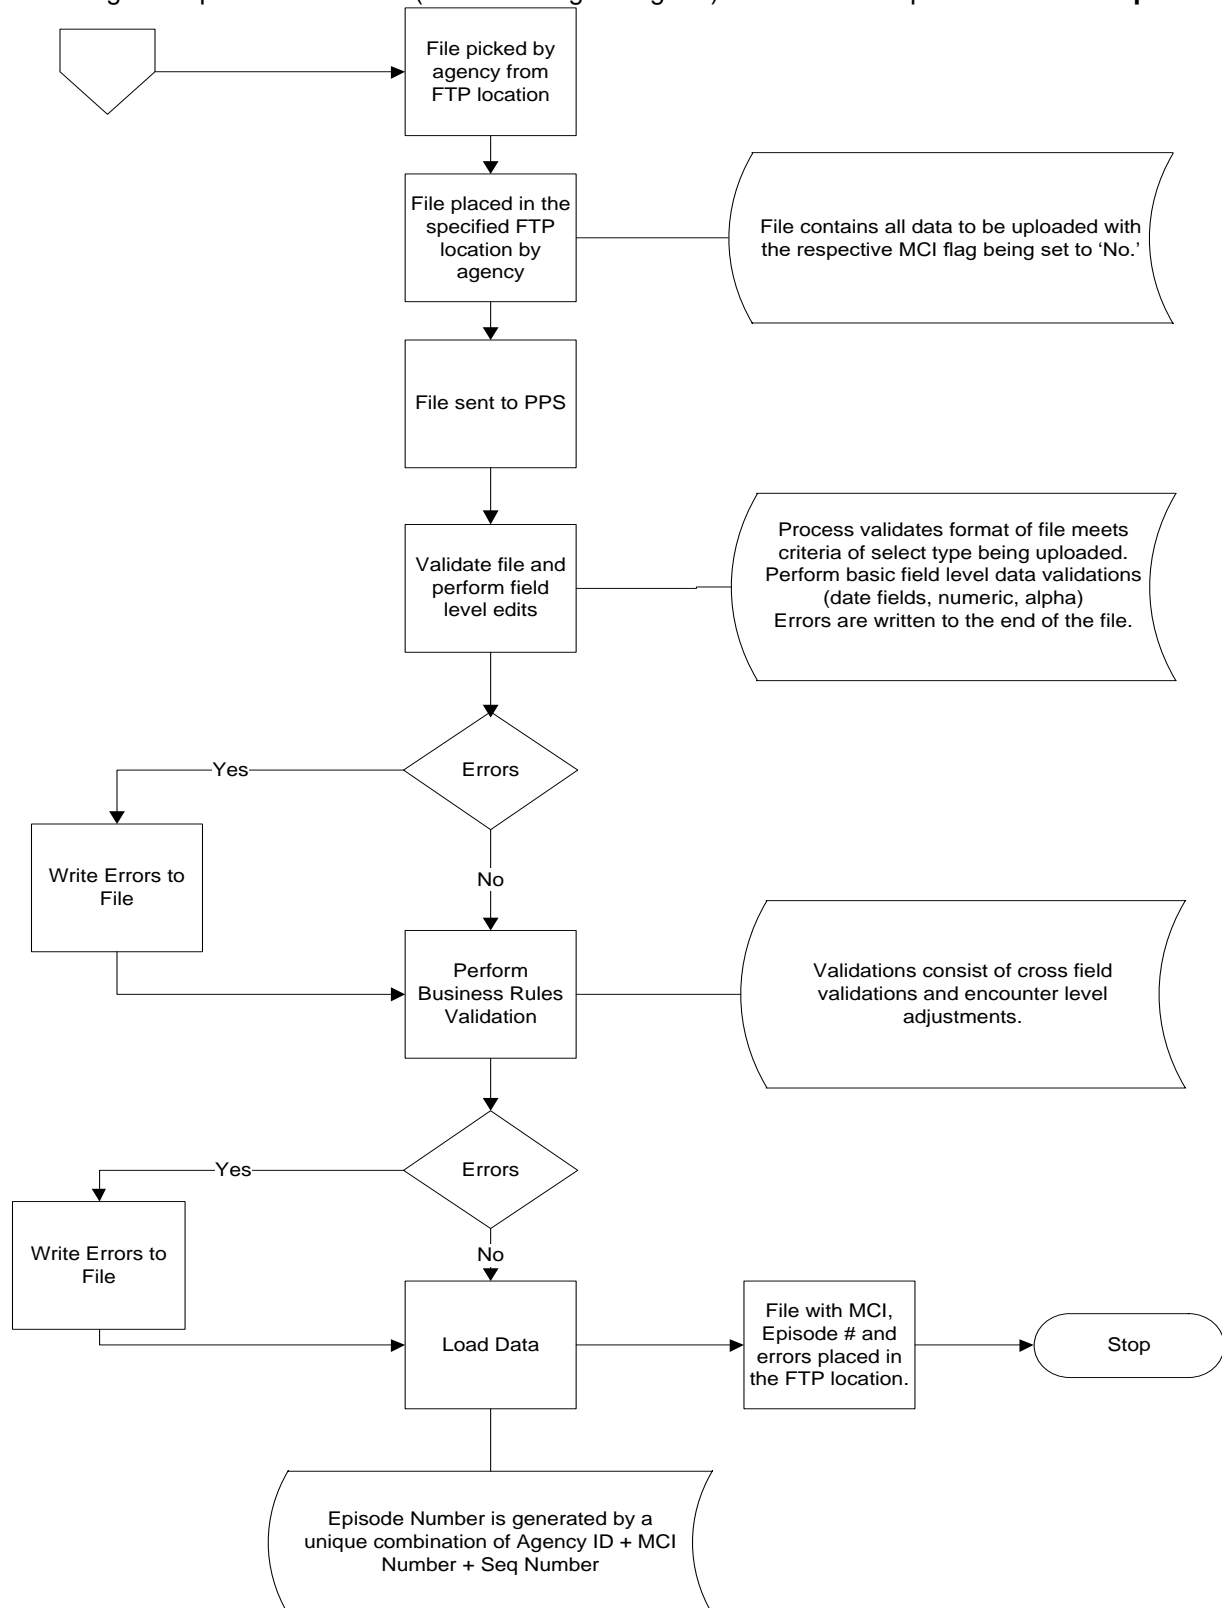 File picked by
agency from
FTP location
File placed in the
specified FTP
location by
agency
File contains all data to be uploaded with
the respective MCI flag being set to ‘No.’
File sent to PPS
Validate file and
perform field
level edits
Process validates format of file meets
criteria of select type being uploaded.
Perform basic field level data validations
(date fields, numeric, alpha)
Errors are written to the end of the file.
Errors
Yes
No
Write Errors to
File
Perform
Business Rules
Validation
Validations consist of cross field
validations and encounter level
adjustments.
Errors
Yes
No
Write Errors to
File
Load Data
File with MCI,
Episode # and
errors placed in
the FTP location.
Stop
Episode Number is generated by a
unique combination of Agency ID + MCI
Number + Seq Number